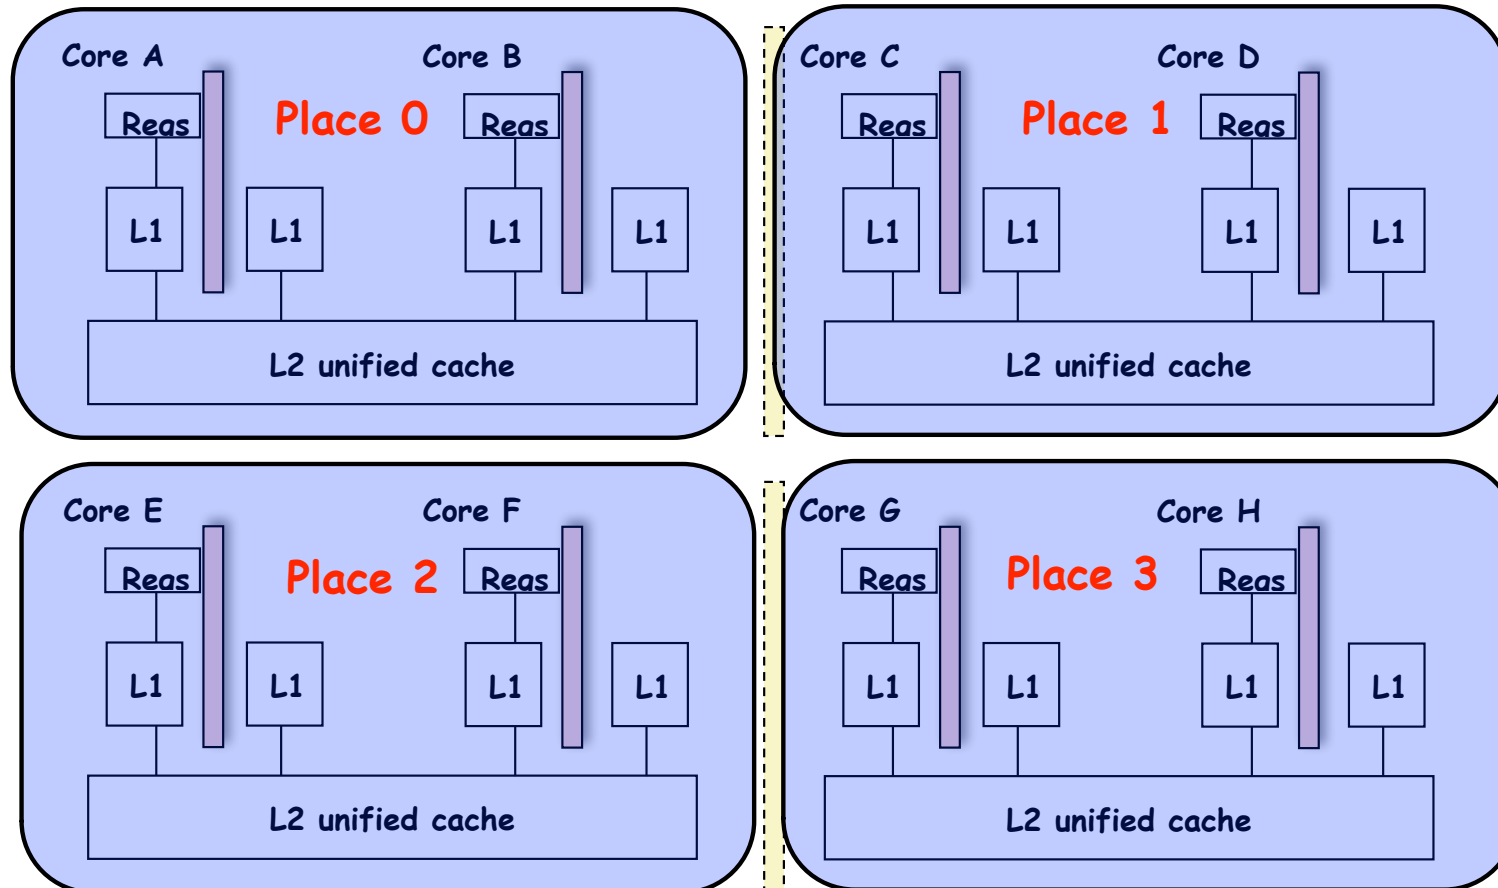 Core A
Core B
Place 0
Regs
Regs
L1
L1
L1
L1
L2 unified cache
Core C
Core D
Place 1
Regs
Regs
L1
L1
L1
L1
L2 unified cache
Core E
Core F
Place 2
Regs
Regs
L1
L1
L1
L1
L2 unified cache
Core G
Core H
Place 3
Regs
Regs
L1
L1
L1
L1
L2 unified cache